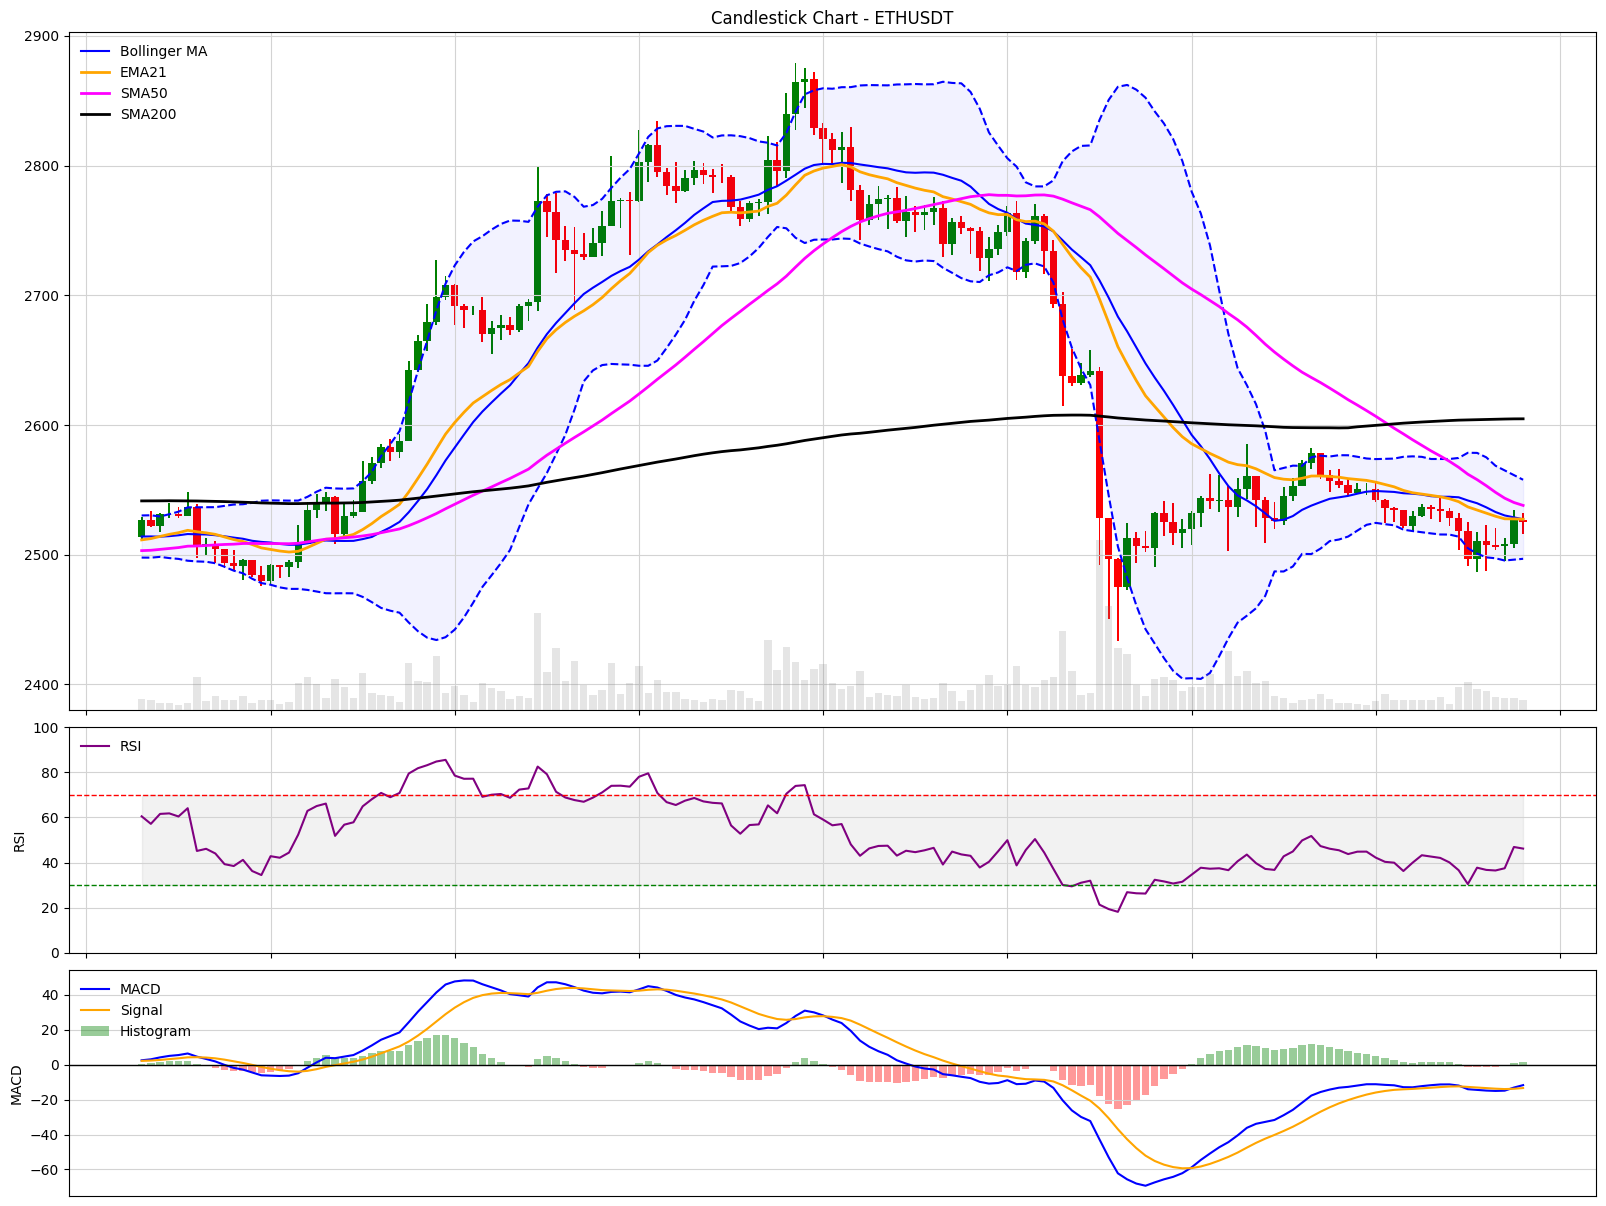 Candlestick Chart - ETHUSDT
2900
2800
2700
2600
2500
2400
Bollinger MA
EMA21
SMA50
SMA200
100
80
60
40
20
0
RSI
RSI
40
20
0
−20
−40
−60
MACD
MACD
Signal
Histogram